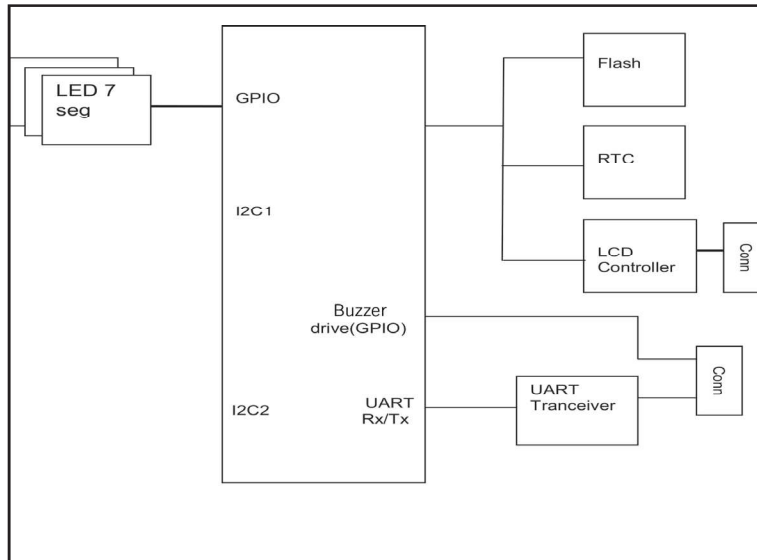 LED 7
seg
GPIO
I2C1
I2C2
Buzzer
drive(GPIO)
UART
Rx/Tx
Flash
RTC
LCD
Controller
Conn
UART
Tranceiver
Conn